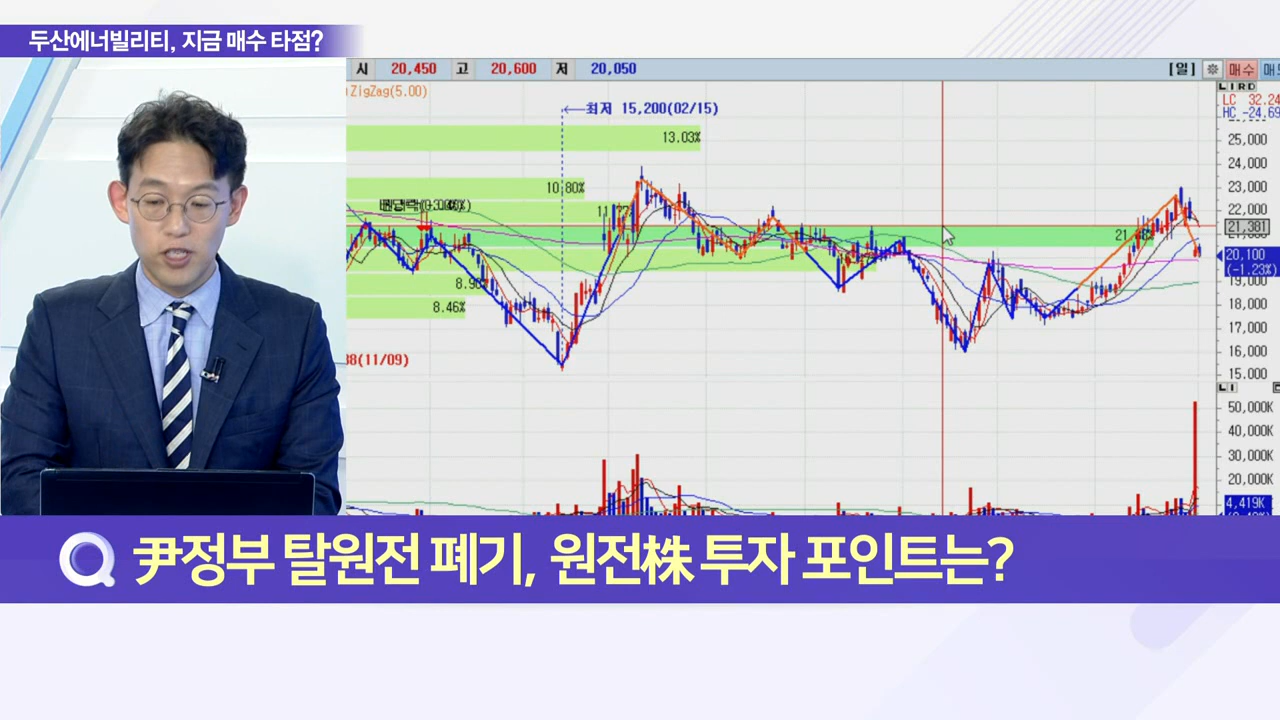 두산에너빌리티, 지금 매수 타점?
시 20,450 고 20,600 저 20,050
[일] 매수 매도
ZigZag(5.00)
LIRD
LC 32.24
HC -24.69
최저 15,200(02/15)
13.03%
10.80%
8.46%
(11/09)
25,000
24,000
23,000
22,000
21,381
20,100
(-1.23%)
19,000
18,000
17,000
16,000
15,000
LI
50,000K
40,000K
30,000K
20,000K
4,419K
尹정부 탈원전 폐기, 원전株 투자 포인트는?